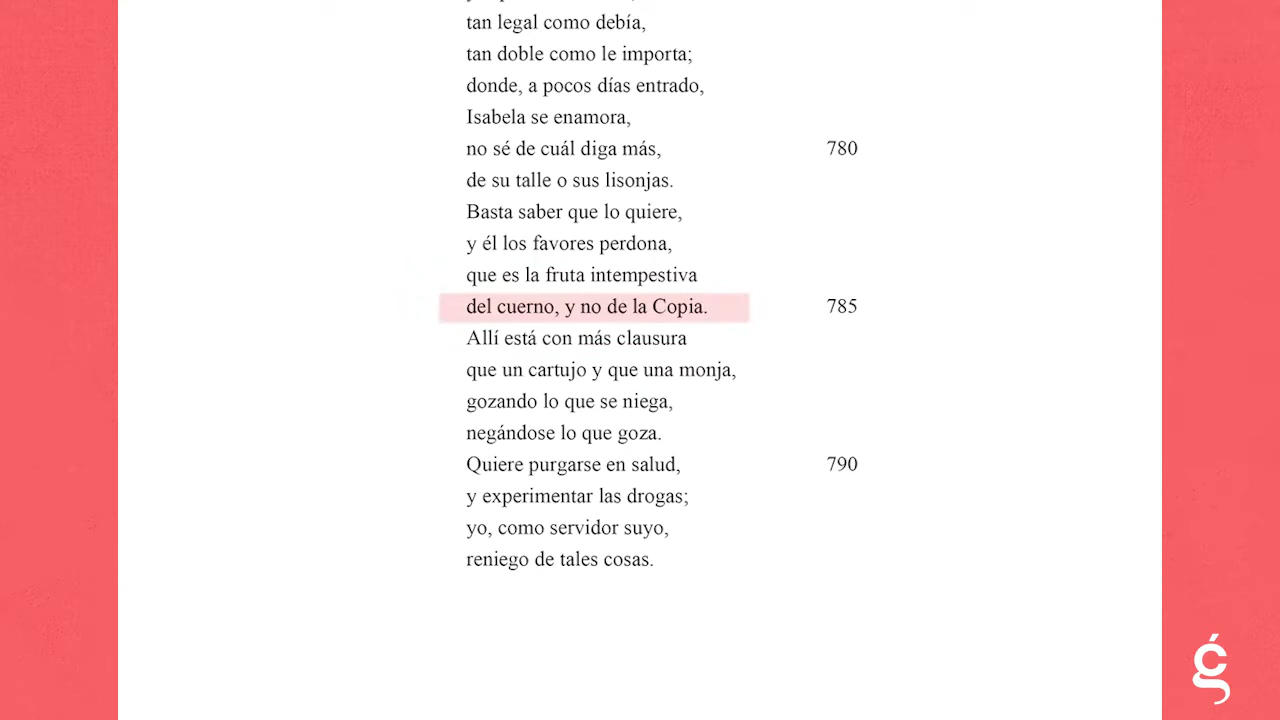 tan legal como debía,
tan doble como le importa;
donde, a pocos días entrado,
Isabela se enamora,
no sé de cuál diga más, 780
de su talle o sus lisonjas.
Basta saber que lo quiere,
y él los favores perdona,
que es la fruta intempestiva
del cuerno, y no de la Copia. 785
Allí está con más clausura
que un cartujo y que una monja,
gozando lo que se niega,
negándose lo que goza.
Quiere purgarse en salud, 790
y experimentar las drogas;
yo, como servidor suyo,
reniego de tales cosas.